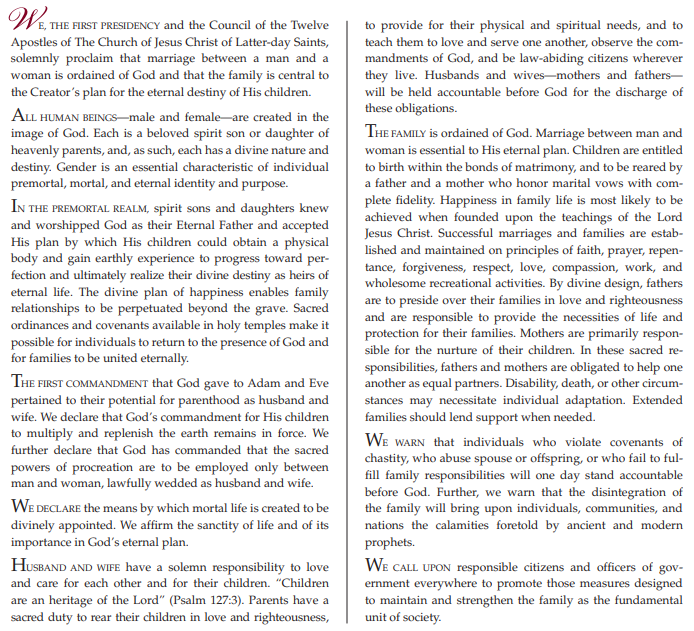 WE, THE FIRST PRESIDENCY and the Council of the Twelve
Apostles of The Church of Jesus Christ of Latter-day Saints,
solemnly proclaim that marriage between a man and a
woman is ordained of God and that the family is central to
the Creator's plan for the eternal destiny of His children.
ALL HUMAN BEINGS—male and female—are created in the
image of God. Each is a beloved spirit son or daughter of
heavenly parents, and, as such, each has a divine nature and
destiny. Gender is an essential characteristic of individual
premortal, mortal, and eternal identity and purpose.
IN THE PREMORTAL REALM, spirit sons and daughters knew
and worshipped God as their Eternal Father and accepted
His plan by which His children could obtain a physical
body and gain earthly experience to progress toward per-
fection and ultimately realize their divine destiny as heirs of
eternal life. The divine plan of happiness enables family
relationships to be perpetuated beyond the grave. Sacred
ordinances and covenants available in holy temples make it
possible for individuals to return to the presence of God and
for families to be united eternally.
THE FIRST COMMANDMENT that God gave to Adam and Eve
pertained to their potential for parenthood as husband and
wife. We declare that God's commandment for His children
to multiply and replenish the earth remains in force. We
further declare that God has commanded that the sacred
powers of procreation are to be employed only between
man and woman, lawfully wedded as husband and wife.
WE DECLARE the means by which mortal life is created to be
divinely appointed. We affirm the sanctity of life and of its
importance in God's eternal plan.
HUSBAND AND WIFE have a solemn responsibility to love
and care for each other and for their children. "Children
are an heritage of the Lord" (Psalm 127:3). Parents have a
sacred duty to rear their children in love and righteousness,
to provide for their physical and spiritual needs, and to
teach them to love and serve one another, observe the com-
mandments of God, and be law-abiding citizens wherever
they live. Husbands and wives—mothers and fathers—
will be held accountable before God for the discharge of
these obligations.
THE FAMILY is ordained of God. Marriage between man and
woman is essential to His eternal plan. Children are entitled
to birth within the bonds of matrimony, and to be reared by
a father and a mother who honor marital vows with com-
plete fidelity. Happiness in family life is most likely to be
achieved when founded upon the teachings of the Lord
Jesus Christ. Successful marriages and families are estab-
lished and maintained on principles of faith, prayer, repen-
tance, forgiveness, respect, love, compassion, work, and
wholesome recreational activities. By divine design, fathers
are to preside over their families in love and righteousness
and are responsible to provide the necessities of life and
protection for their families. Mothers are primarily respon-
sible for the nurture of their children. In these sacred re-
sponsibilities, fathers and mothers are obligated to help one
another as equal partners. Disability, death, or other circum-
stances may necessitate individual adaptation. Extended
families should lend support when needed.
WE WARN that individuals who violate covenants of
chastity, who abuse spouse or offspring, or who fail to ful-
fill family responsibilities will one day stand accountable
before God. Further, we warn that the disintegration of
the family will bring upon individuals, communities, and
nations the calamities foretold by ancient and modern
prophets.
WE CALL UPON responsible citizens and officers of gov-
ernment everywhere to promote those measures designed
to maintain and strengthen the family as the fundamental
unit of society.